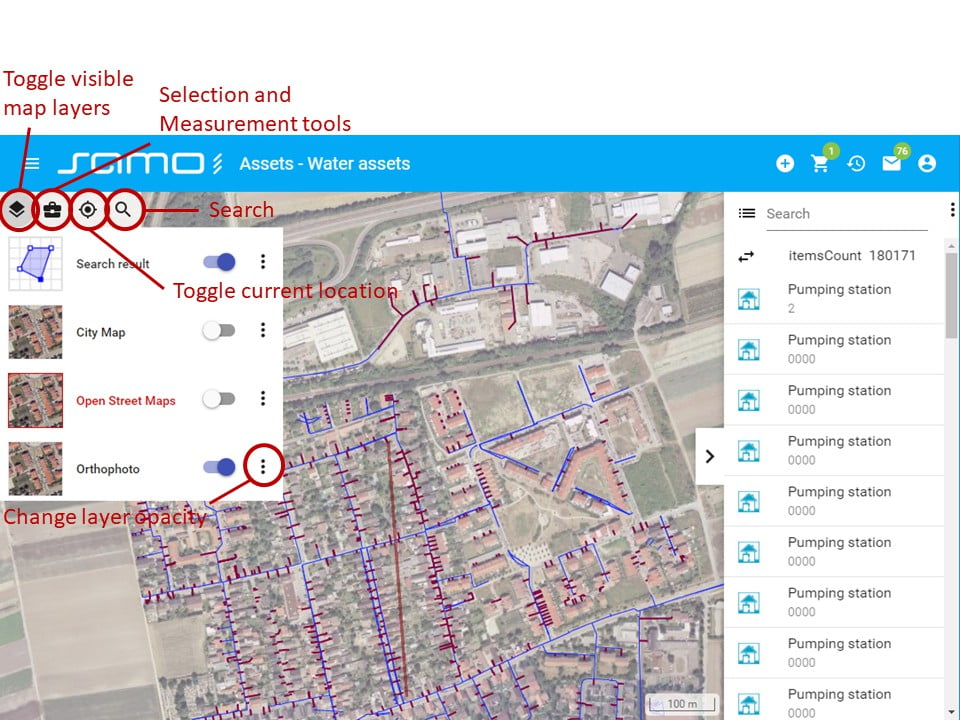 Toggle visible
map layers
Selection and
Measurement tools
SAMO
Assets - Water assets
1
76
Search
Search result
Toggle current location
City Map
Open Street Maps
Orthophoto
Change layer opacity
Search
itemsCount 180171
Pumping station
2
Pumping station
0000
Pumping station
0000
Pumping station
0000
Pumping station
0000
Pumping station
0000
Pumping station
0000
Pumping station
0000
Pumping station
0000
100 m